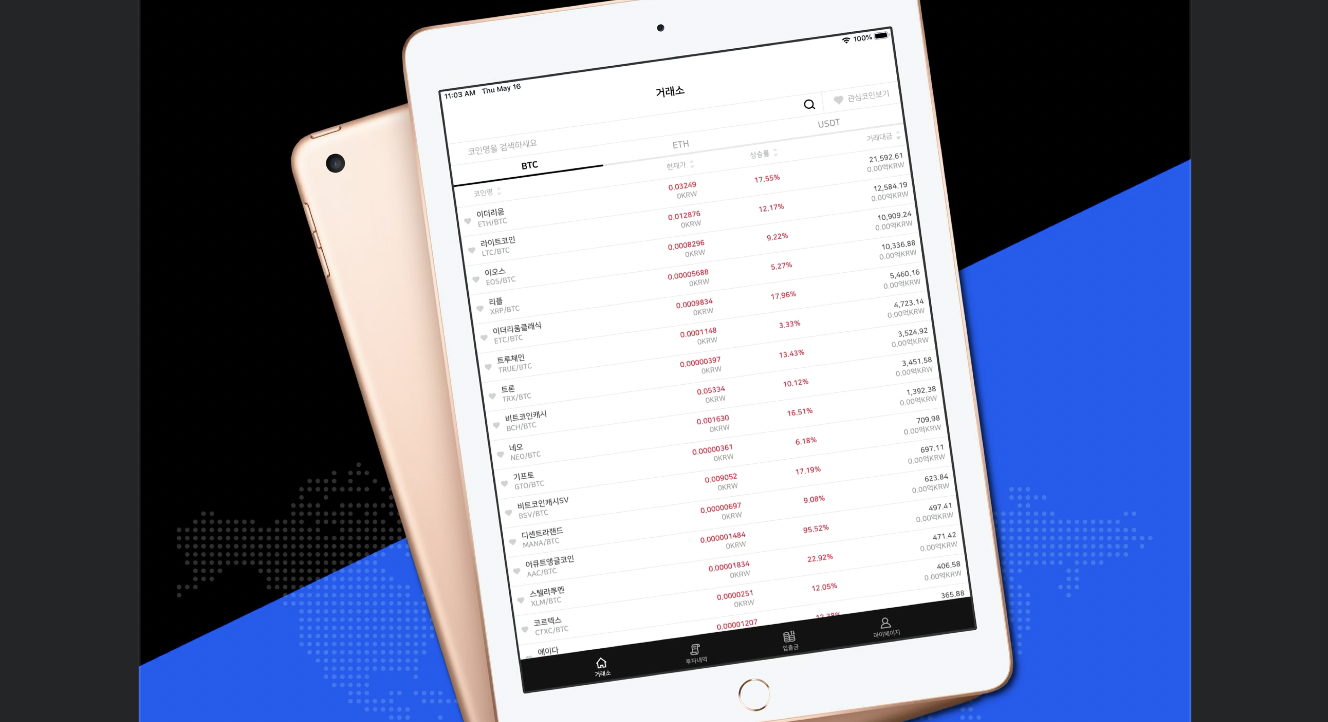 11:03 AM Thu May 16
100%
거래소
코인명을 검색하세요
관심코인보기
BTC ETH USDT
코인명 현재가 상승률 거래대금
이더리움 0.03249 17.55% 21,592.61
ETH/BTC 0KRW 0.00억KRW
라이트코인 0.012876 12.17% 12,584.19
LTC/BTC 0KRW 0.00억KRW
이오스 0.0008296 9.22% 10,909.24
EOS/BTC 0KRW 0.00억KRW
리플 0.00005688 5.27% 10,336.88
XRP/BTC 0KRW 0.00억KRW
이더리움클래식 0.0009834 17.96% 5,460.16
ETC/BTC 0KRW 0.00억KRW
트루체인 0.0001148 3.33% 4,723.14
TRUE/BTC 0KRW 0.00억KRW
트론 0.00000397 13.43% 3,524.92
TRX/BTC 0KRW 0.00억KRW
비트코인캐시 0.05334 10.12% 3,451.58
BCH/BTC 0KRW 0.00억KRW
네오 0.001630 16.51% 1,392.38
NEO/BTC 0KRW 0.00억KRW
기프토 0.00000361 6.18% 709.98
GTO/BTC 0KRW 0.00억KRW
비트코인캐시SV 0.009052 17.19% 697.11
BSV/BTC 0KRW 0.00억KRW
디센트라랜드 0.00000697 9.08% 623.84
MANA/BTC 0KRW 0.00억KRW
어큐트앵글코인 0.000001484 95.52% 497.41
AAC/BTC 0KRW 0.00억KRW
스텔라루멘 0.00001834 22.92% 471.42
XLM/BTC 0KRW 0.00억KRW
코르텍스 0.0000251 12.05% 406.58
CTXC/BTC 0KRW 0.00억KRW
에이다 0.00001207 365.88
거래소 투자내역 입출금 마이페이지